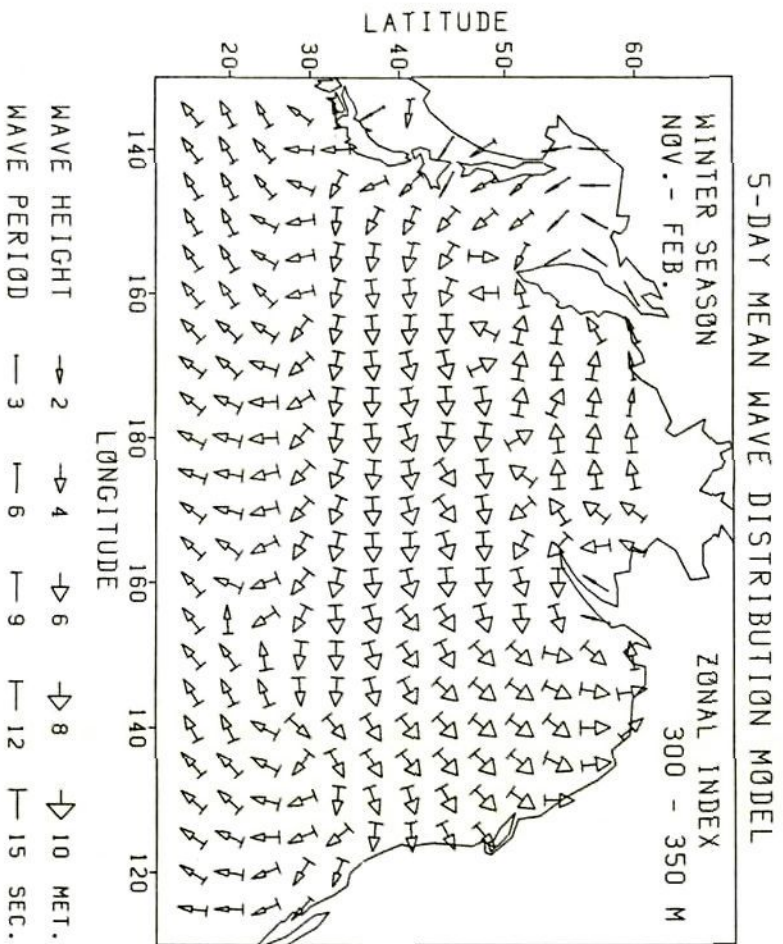 5-DAY MEAN WAVE DISTRIBUTION MODEL
WINTER SEASON
NOV.- FEB.
ZONAL INDEX
300 - 350 M
LATITUDE
60
50
40
30
20
140
160
180
160
140
120
LONGITUDE
WAVE HEIGHT 2 4 6 8 10 MET.
WAVE PERIOD 3 6 9 12 15 SEC.